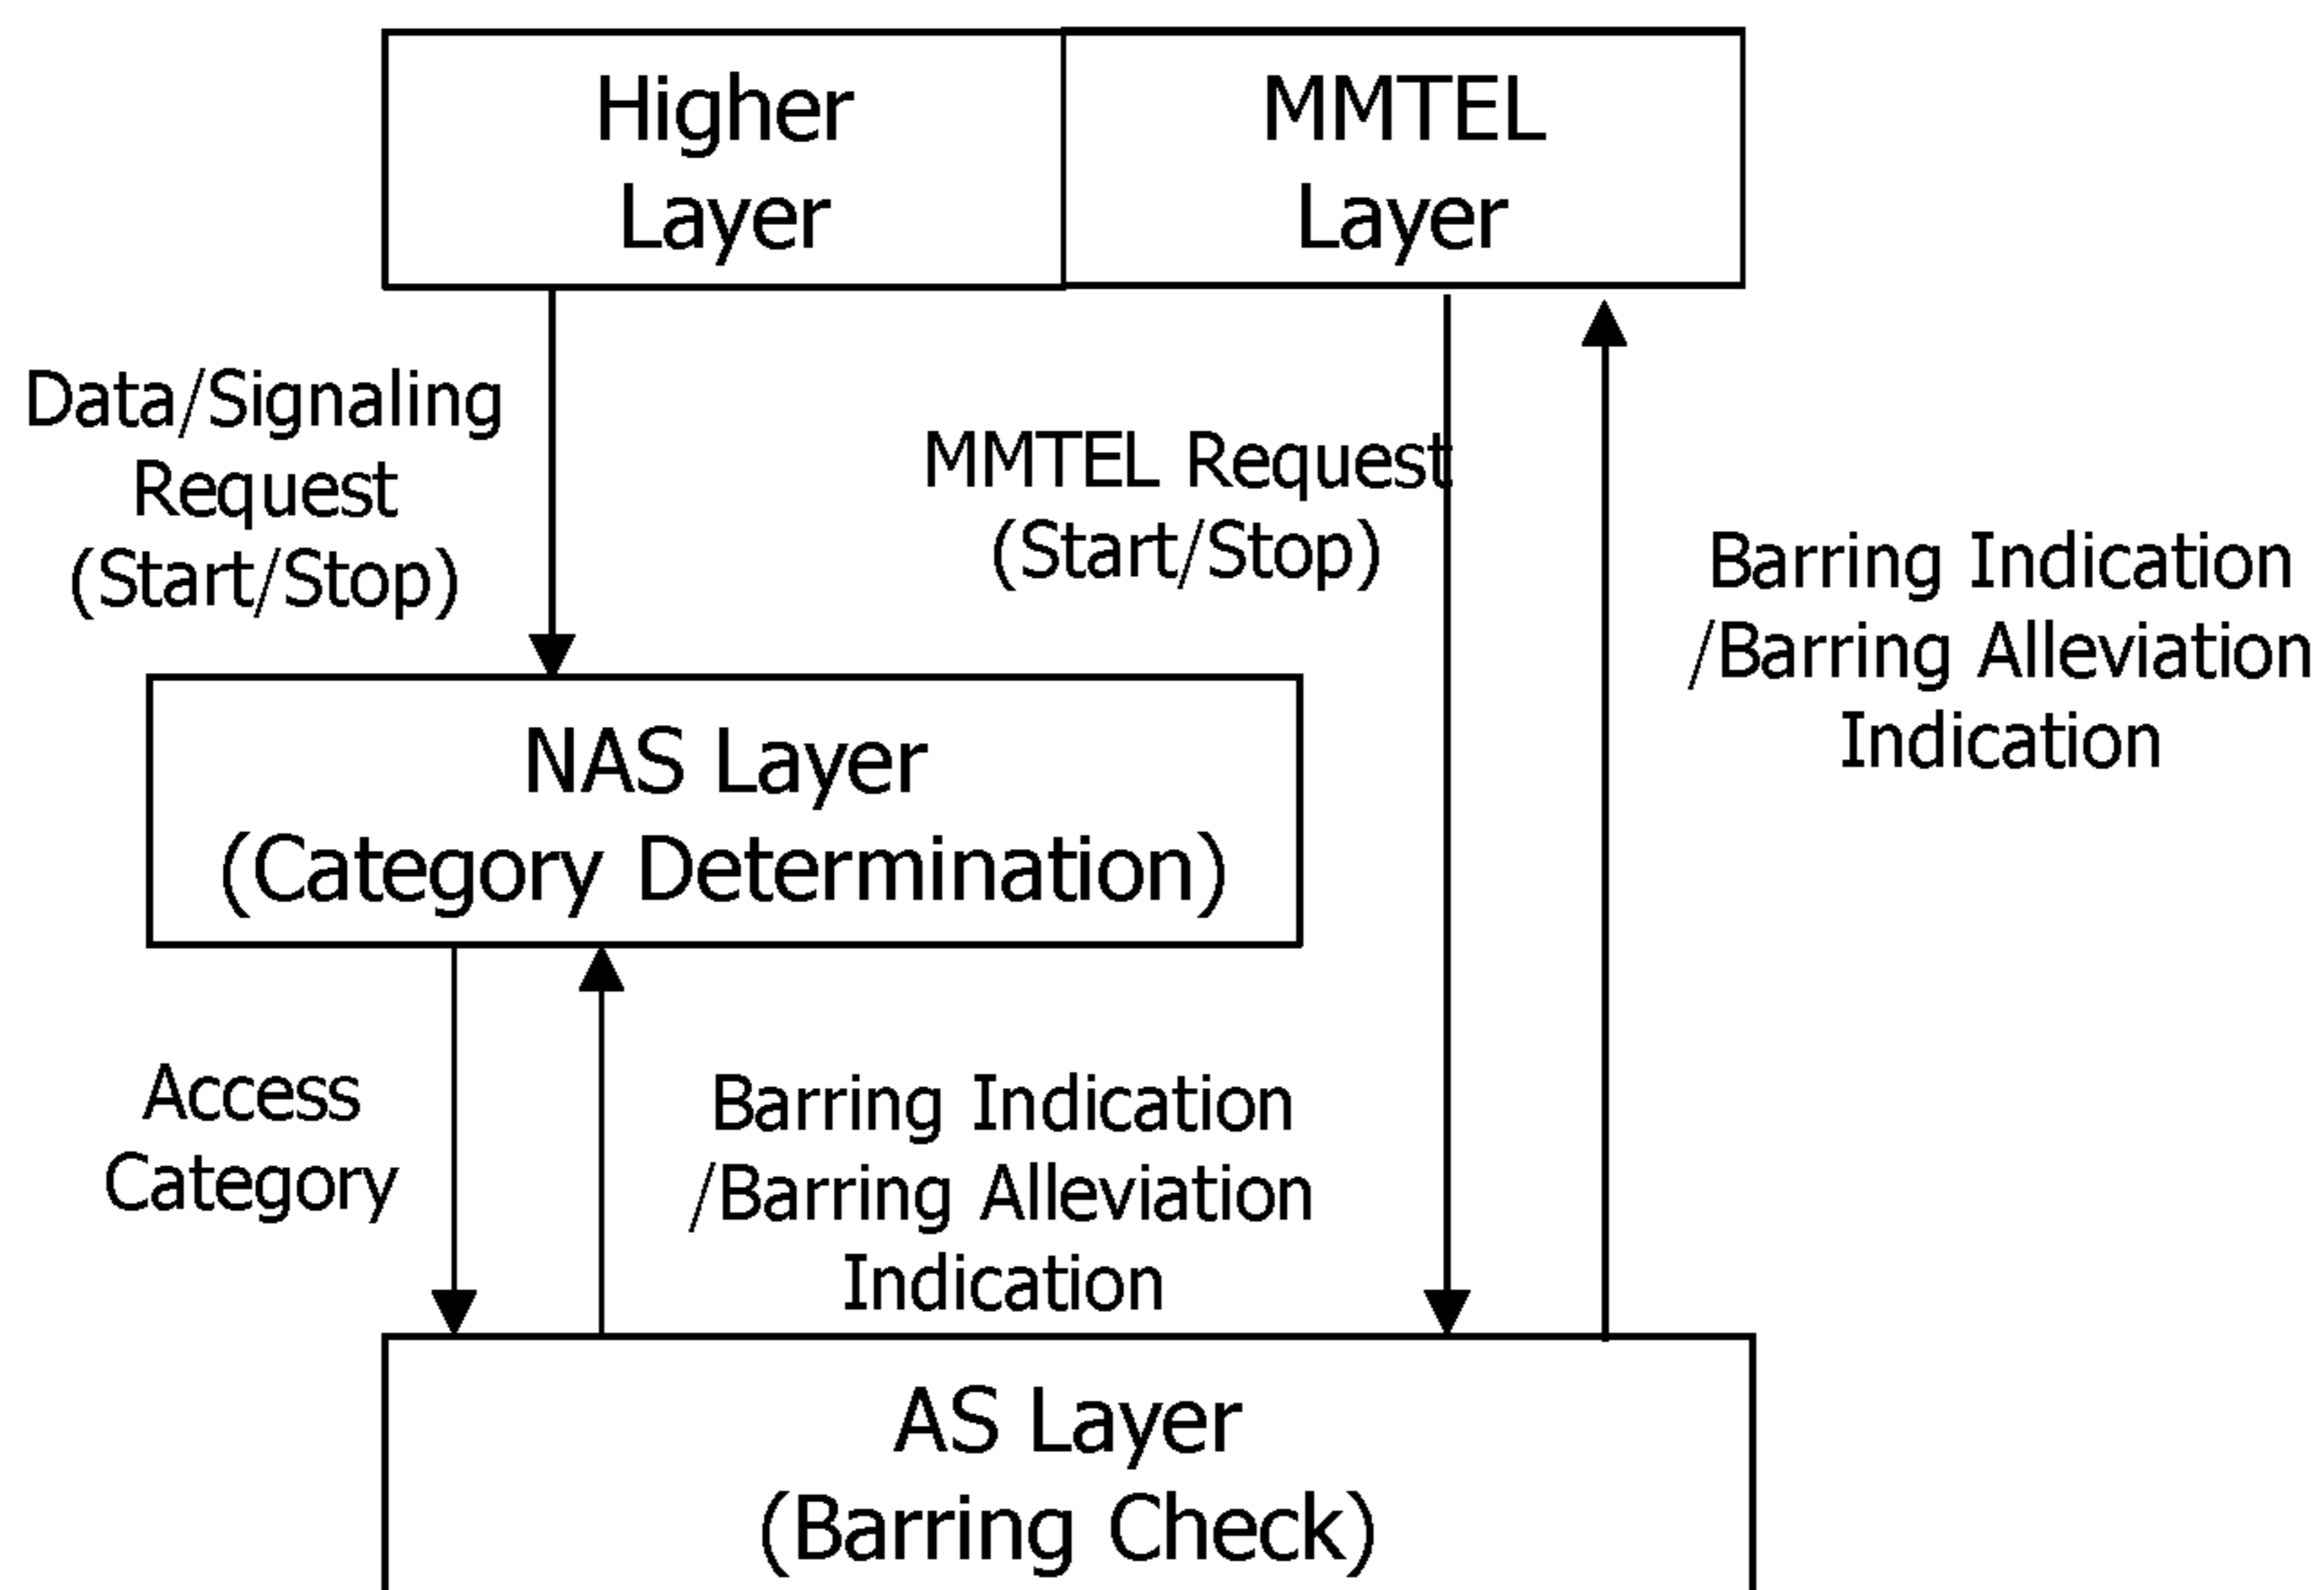 Higher
Layer
MMTEL
Layer
Data/Signaling
Request
(Start/Stop)
MMTEL Request
(Start/Stop)
Barring Indication
/Barring Alleviation
Indication
NAS Layer
(Category Determination)
Access
Category
Barring Indication
/Barring Alleviation
Indication
AS Layer
(Barring Check)